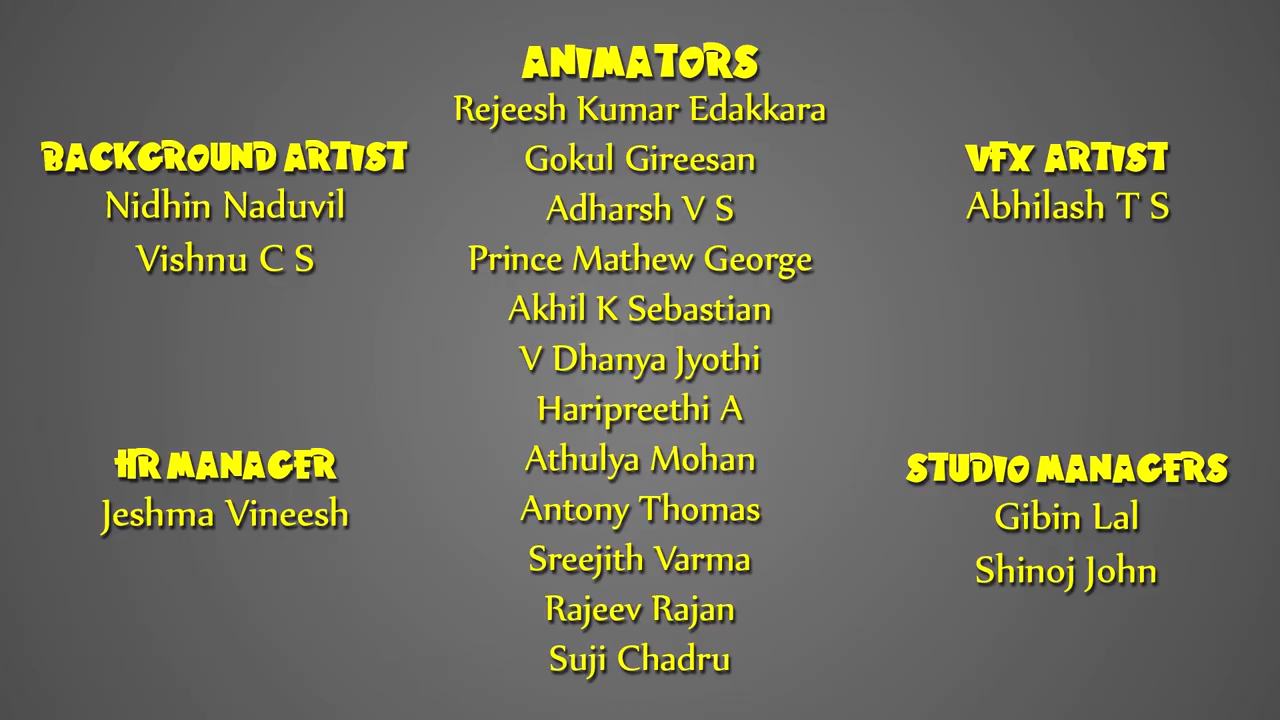 BACKGROUND ARTIST
Nidhin Naduvil
Vishnu C S
HR MANAGER
Jeshma Vineesh
ANIMATORS
Rejeesh Kumar Edakkara
Gokul Gireesan
Adharsh V S
Prince Mathew George
Akhil K Sebastian
V Dhanya Jyothi
Haripreethi A
Athulya Mohan
Antony Thomas
Sreejith Varma
Rajeev Rajan
Suji Chadru
VFX ARTIST
Abhilash T S
STUDIO MANAGERS
Gibin Lal
Shinoj John